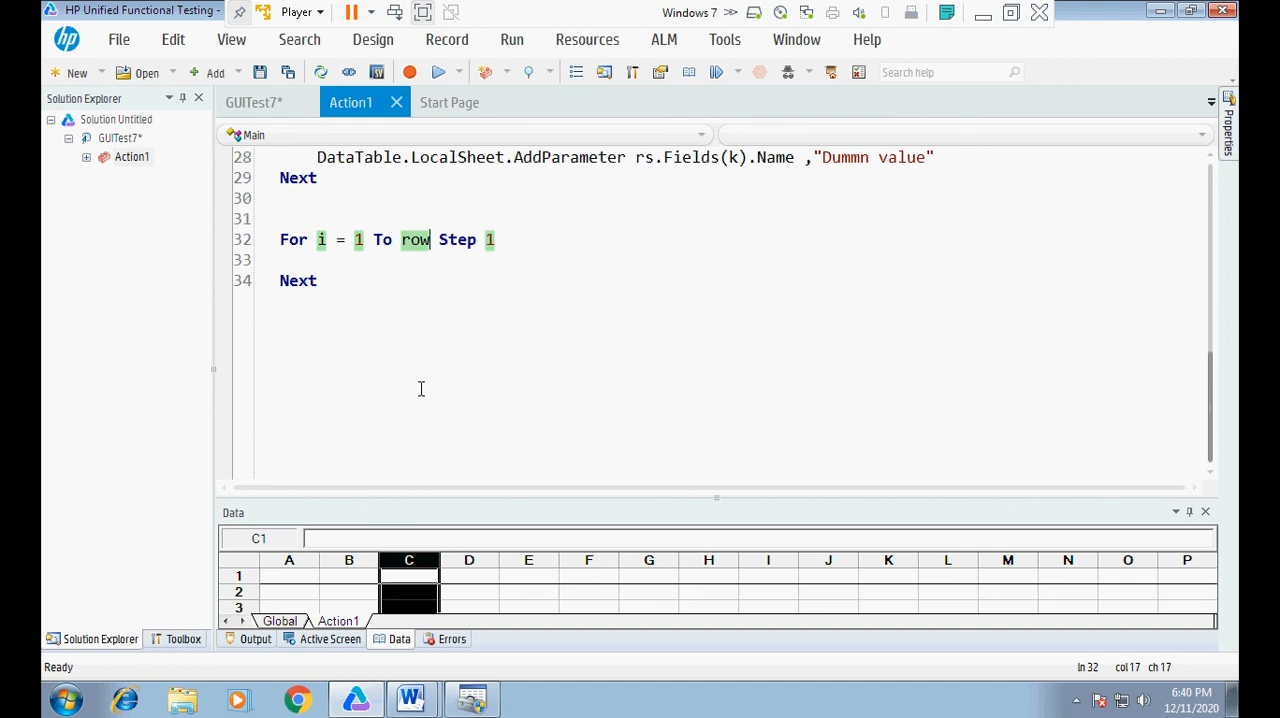 HP Unified Functional Testing -
Player
Windows 7
hp
File Edit View Search Design Record Run Resources ALM Tools Window Help
New Open Add Search help
Solution Explorer
GUITest7* Action1 Start Page
Solution Untitled
GUITest7*
Action1
Main
Properties
28 DataTable.LocalSheet.AddParameter rs.Fields(k).Name ,"Dummn value"
29 Next
30
31
32 For i = 1 To row Step 1
33
34 Next
Data
C1
A B C D E F G H I J K L M N O P
1
2
3
Global Action1
Solution Explorer Toolbox Output Active Screen Data Errors
Ready ln 32 col 17 ch 17
6:40 PM
12/11/2020